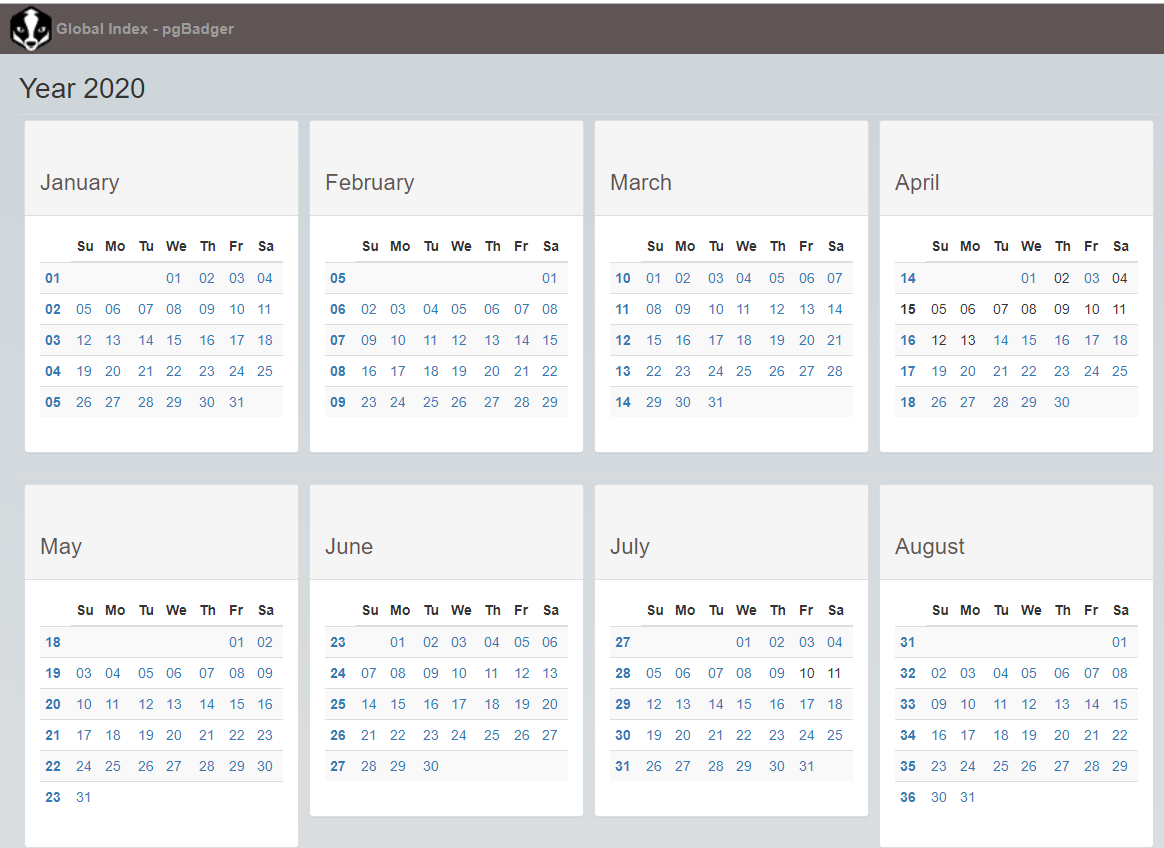 Global Index - pgBadger
Year 2020
January
Su Mo Tu We Th Fr Sa
01 01 02 03 04
02 05 06 07 08 09 10 11
03 12 13 14 15 16 17 18
04 19 20 21 22 23 24 25
05 26 27 28 29 30 31
February
Su Mo Tu We Th Fr Sa
05 01
06 02 03 04 05 06 07 08
07 09 10 11 12 13 14 15
08 16 17 18 19 20 21 22
09 23 24 25 26 27 28 29
March
Su Mo Tu We Th Fr Sa
10 01 02 03 04 05 06 07
11 08 09 10 11 12 13 14
12 15 16 17 18 19 20 21
13 22 23 24 25 26 27 28
14 29 30 31
April
Su Mo Tu We Th Fr Sa
14 01 02 03 04
15 05 06 07 08 09 10 11
16 12 13 14 15 16 17 18
17 19 20 21 22 23 24 25
18 26 27 28 29 30
May
Su Mo Tu We Th Fr Sa
18 01 02
19 03 04 05 06 07 08 09
20 10 11 12 13 14 15 16
21 17 18 19 20 21 22 23
22 24 25 26 27 28 29 30
23 31
June
Su Mo Tu We Th Fr Sa
23 01 02 03 04 05 06
24 07 08 09 10 11 12 13
25 14 15 16 17 18 19 20
26 21 22 23 24 25 26 27
27 28 29 30
July
Su Mo Tu We Th Fr Sa
27 01 02 03 04
28 05 06 07 08 09 10 11
29 12 13 14 15 16 17 18
30 19 20 21 22 23 24 25
31 26 27 28 29 30 31
August
Su Mo Tu We Th Fr Sa
31 01
32 02 03 04 05 06 07 08
33 09 10 11 12 13 14 15
34 16 17 18 19 20 21 22
35 23 24 25 26 27 28 29
36 30 31